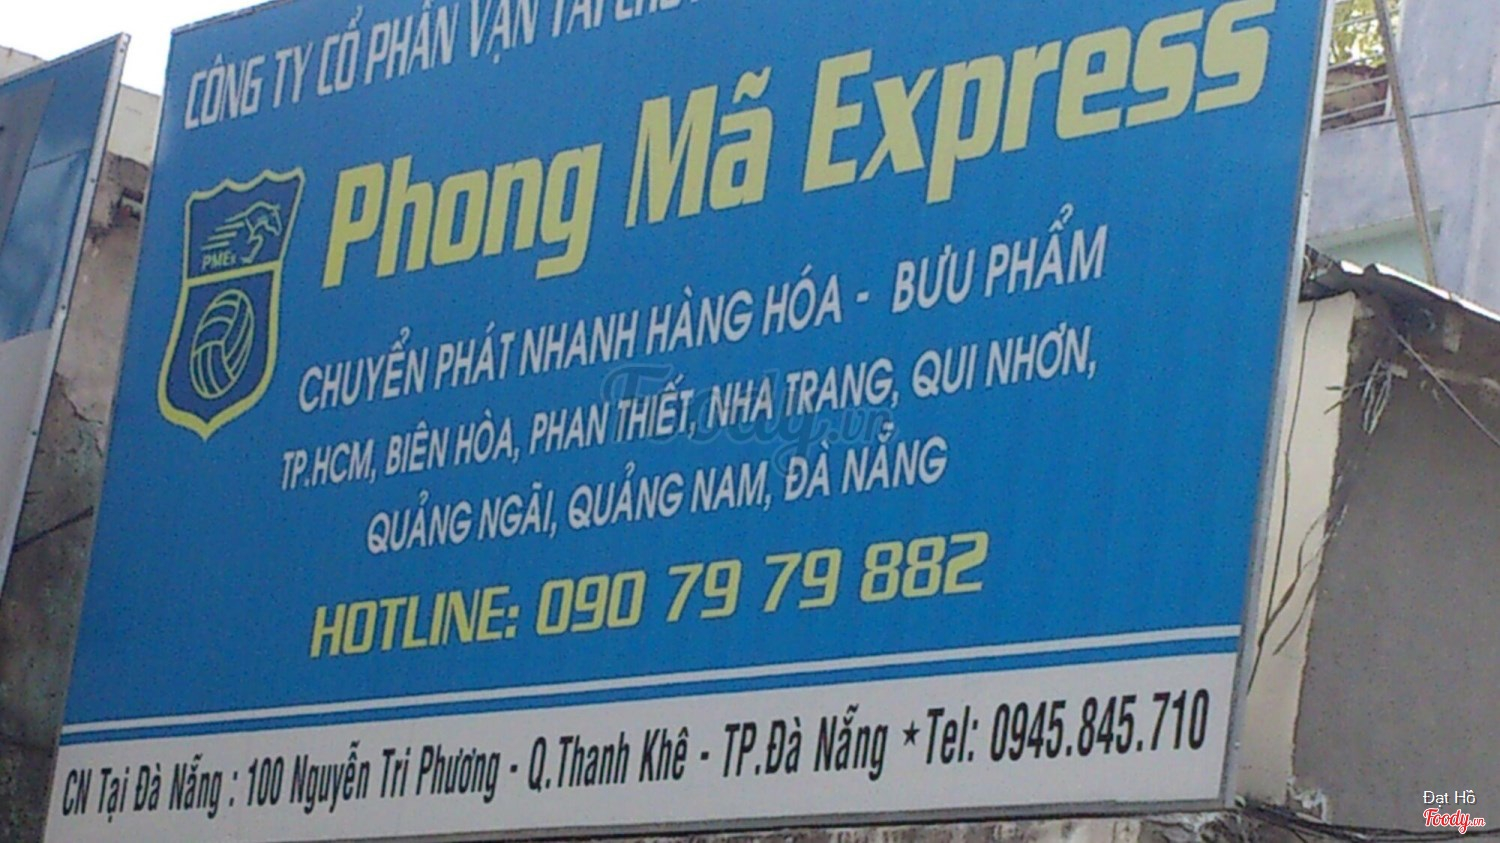 CÔNG TY CỔ PHẦN VẬN TẢI
Phong Mã Express
PMEx
CHUYỂN PHÁT NHANH HÀNG HÓA - BƯU PHẨM
TP.HCM, BIÊN HÒA, PHAN THIẾT, NHA TRANG, QUI NHƠN,
QUẢNG NGÃI, QUẢNG NAM, ĐÀ NẴNG
HOTLINE: 090 79 79 882
CN Tại Đà Nẵng : 100 Nguyễn Tri Phương - Q.Thanh Khê - TP.Đà Nẵng * Tel: 0945.845.710
Foody.vn
Đạt Hồ
Foody.vn